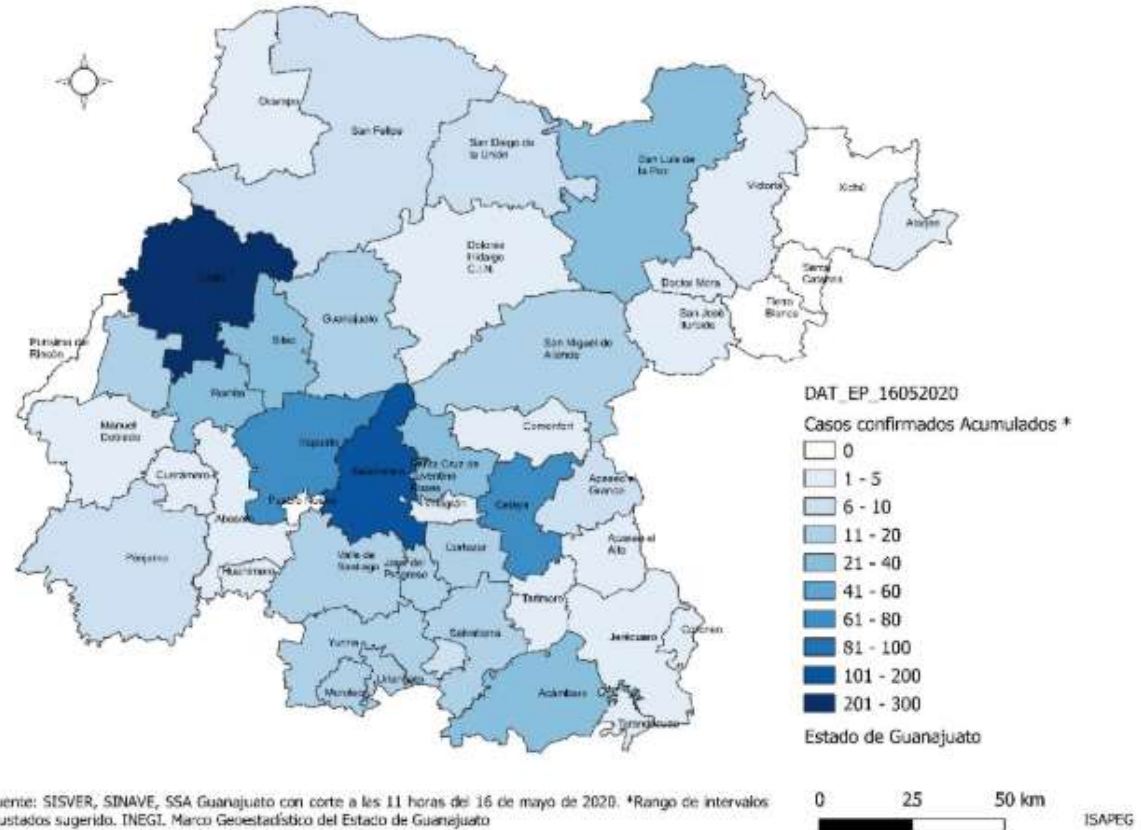 Ocampo
San Felipe
San Diego de
la Unión
San Luis de
la Paz
Victoria
Xichú
Atarjea
Dolores
Hidalgo
C.I.N.
León
Guanajuato
Silao
Doctor Mora
Santa
Catarina
Tierra
Blanca
San José
Iturbide
San Miguel de
Allende
Purísima del
Rincón
Romita
Manuel
Doblado
Irapuato
Salamanca
Comonfort
Santa Cruz de
Juventino
Rosas
Villagrán
Celaya
Apaseo el
Grande
Cuerámaro
Abasolo
Pueblo Nuevo
Apaseo el
Alto
Pénjamo
Huanímaro
Valle de
Santiago
Jaral del
Progreso
Cortazar
Tarimoro
Jerécuaro
Coroneo
Yuriria
Salvatierra
Uriangato
Moroleón
Acámbaro
Tarandacuao
DAT_EP_16052020
Casos confirmados Acumulados *
0
1 - 5
6 - 10
11 - 20
21 - 40
41 - 60
61 - 80
81 - 100
101 - 200
201 - 300
Estado de Guanajuato
uente: SISVER, SINAVE, SSA Guanajuato con corte a las 11 horas del 16 de mayo de 2020. *Rango de intervalos
ustados sugerido. INEGI. Marco Geoestadístico del Estado de Guanajuato
0 25 50 km
ISAPEG